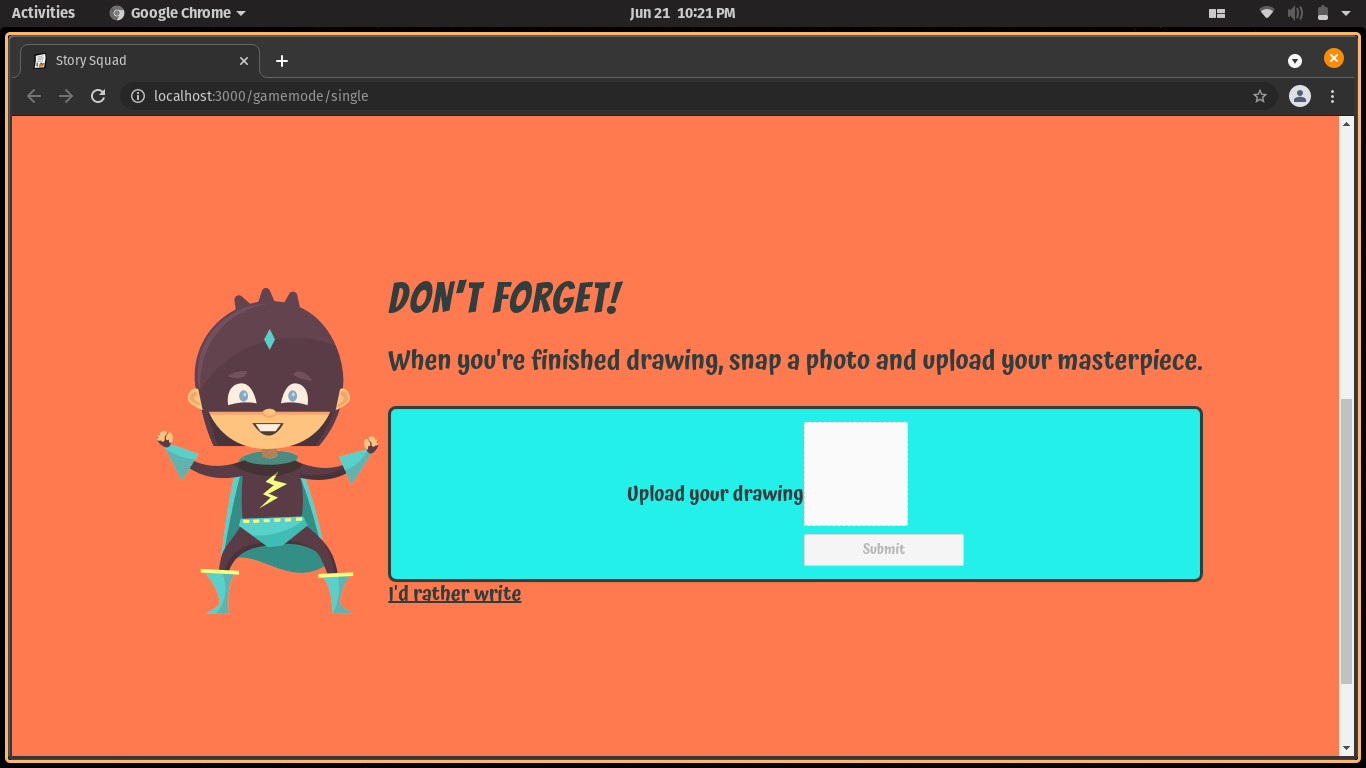 Activities Google Chrome Jun 21 10:21 PM
Story Squad
localhost:3000/gamemode/single
DON'T FORGET!
When you're finished drawing, snap a photo and upload your masterpiece.
Upload your drawing
Submit
I'd rather write